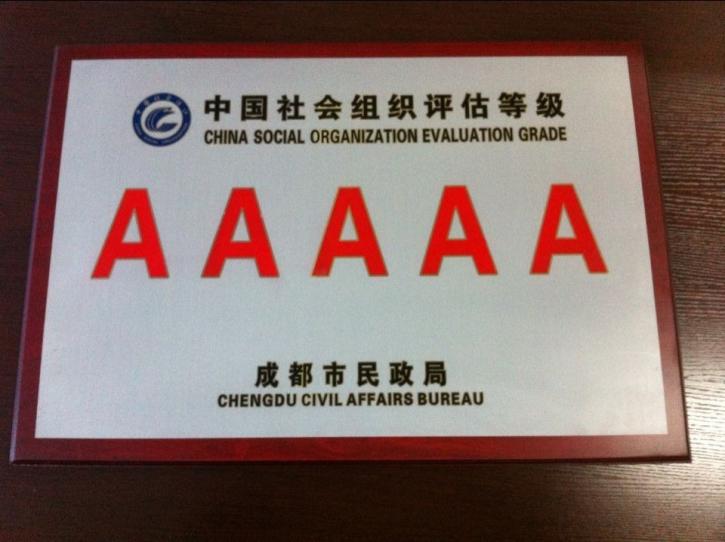 中国社会组织评估等级
CHINA SOCIAL ORGANIZATION EVALUATION GRADE
AAAAA
成都市民政局
CHENGDU CIVIL AFFAIRS BUREAU